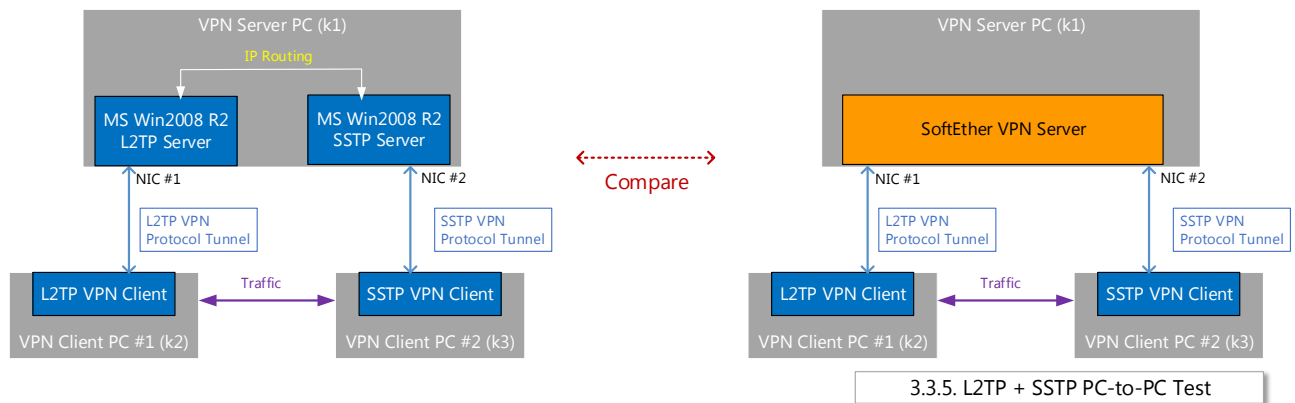 VPN Server PC (k1)
IP Routing
MS Win2008 R2
L2TP Server
MS Win2008 R2
SSTP Server
NIC #1
NIC #2
L2TP VPN
Protocol Tunnel
SSTP VPN
Protocol Tunnel
L2TP VPN Client
Traffic
SSTP VPN Client
VPN Client PC #1 (k2)
VPN Client PC #2 (k3)
Compare
VPN Server PC (k1)
SoftEther VPN Server
NIC #1
NIC #2
L2TP VPN
Protocol Tunnel
SSTP VPN
Protocol Tunnel
L2TP VPN Client
Traffic
SSTP VPN Client
VPN Client PC #1 (k2)
VPN Client PC #2 (k3)
3.3.5. L2TP + SSTP PC-to-PC Test